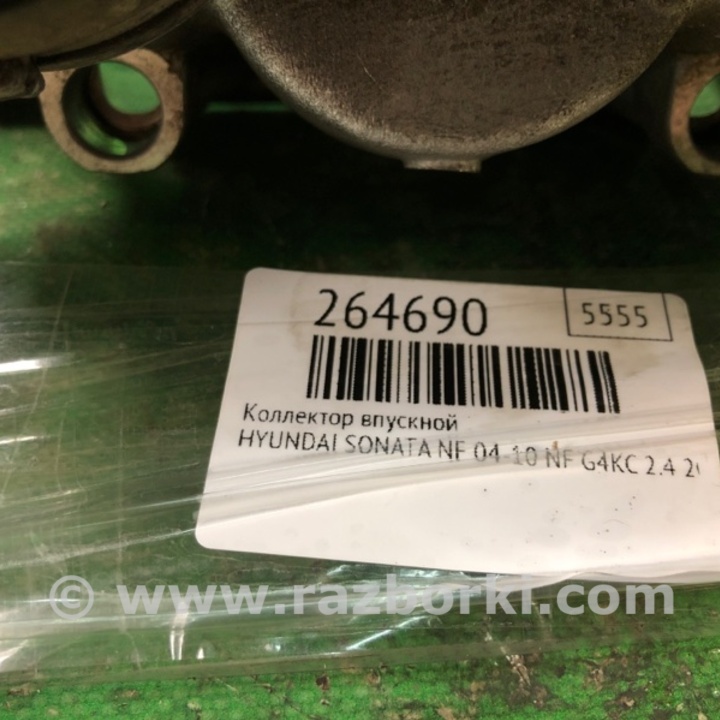 264690
5555
Коллектор впускной
HYUNDAI SONATA NF 04-10 NF G4KC 2.4
© www.razborki.com